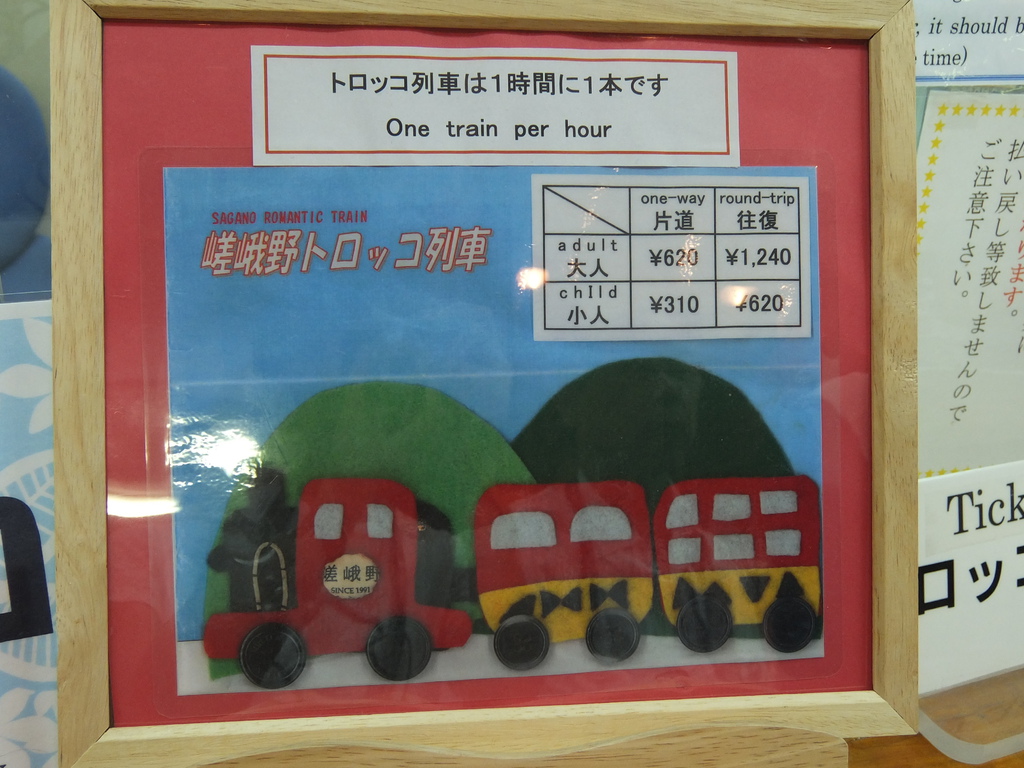 トロッコ列車は1時間に1本です
One train per hour
SAGANO ROMANTIC TRAIN
嵯峨野トロッコ列車
one-way round-trip
片道 往復
adult
大人 ¥620 ¥1,240
chIld
小人 ¥310 ¥620
嵯峨野
SINCE 1991
, it should b
time)
ります。
払い戻し等致しませんので
ご注意下さい。
Tick
ロッコ